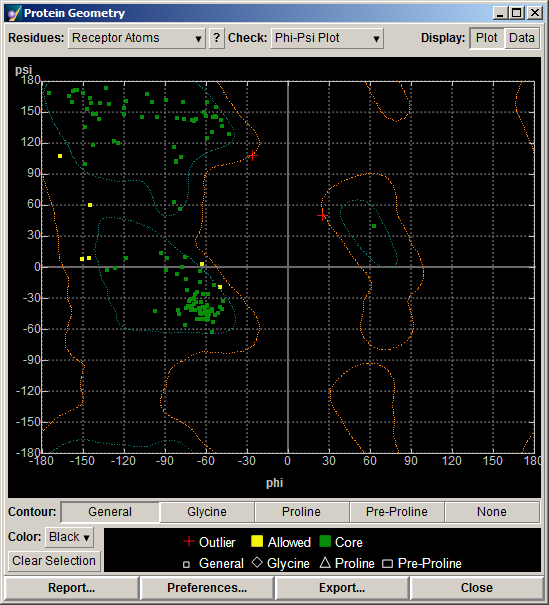 Protein Geometry
Residues: Receptor Atoms ? Check: Phi-Psi Plot Display: Plot Data
psi
180
150
120
90
60
30
0
-30
-60
-90
-120
-150
-180
-180 -150 -120 -90 -60 -30 0 30 60 90 120 150 180
phi
Contour: General Glycine Proline Pre-Proline None
Color: Black
Outlier Allowed Core
Clear Selection
General Glycine Proline Pre-Proline
Report... Preferences... Export... Close